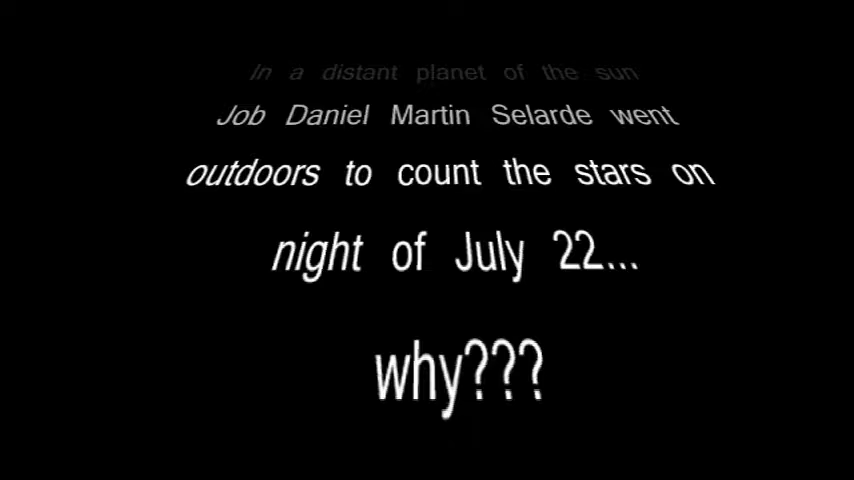 In a distant planet of the sun
Job Daniel Martin Selarde went
outdoors to count the stars on
night of July 22...
why???